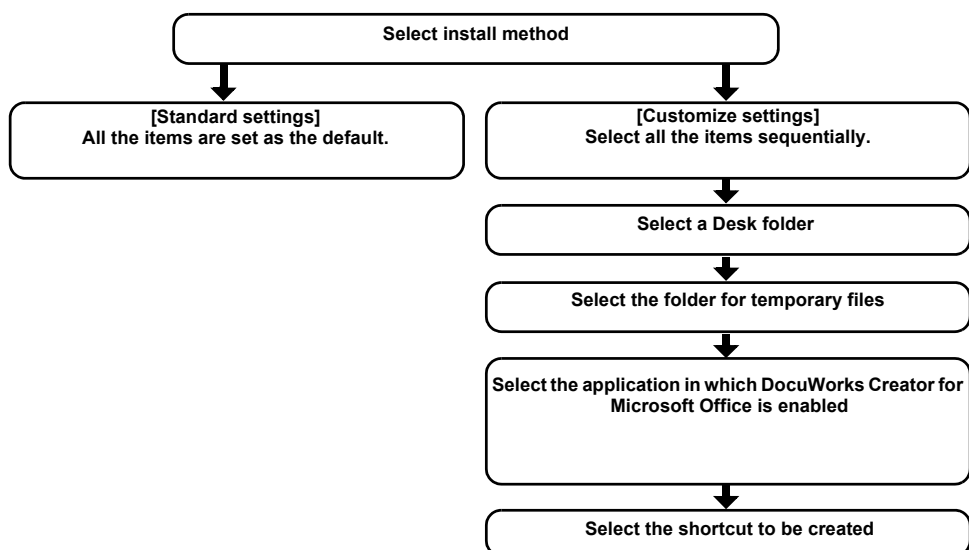 Select install method
[Standard settings]
All the items are set as the default.
[Customize settings]
Select all the items sequentially.
Select a Desk folder
Select the folder for temporary files
Select the application in which DocuWorks Creator for
Microsoft Office is enabled
Select the shortcut to be created